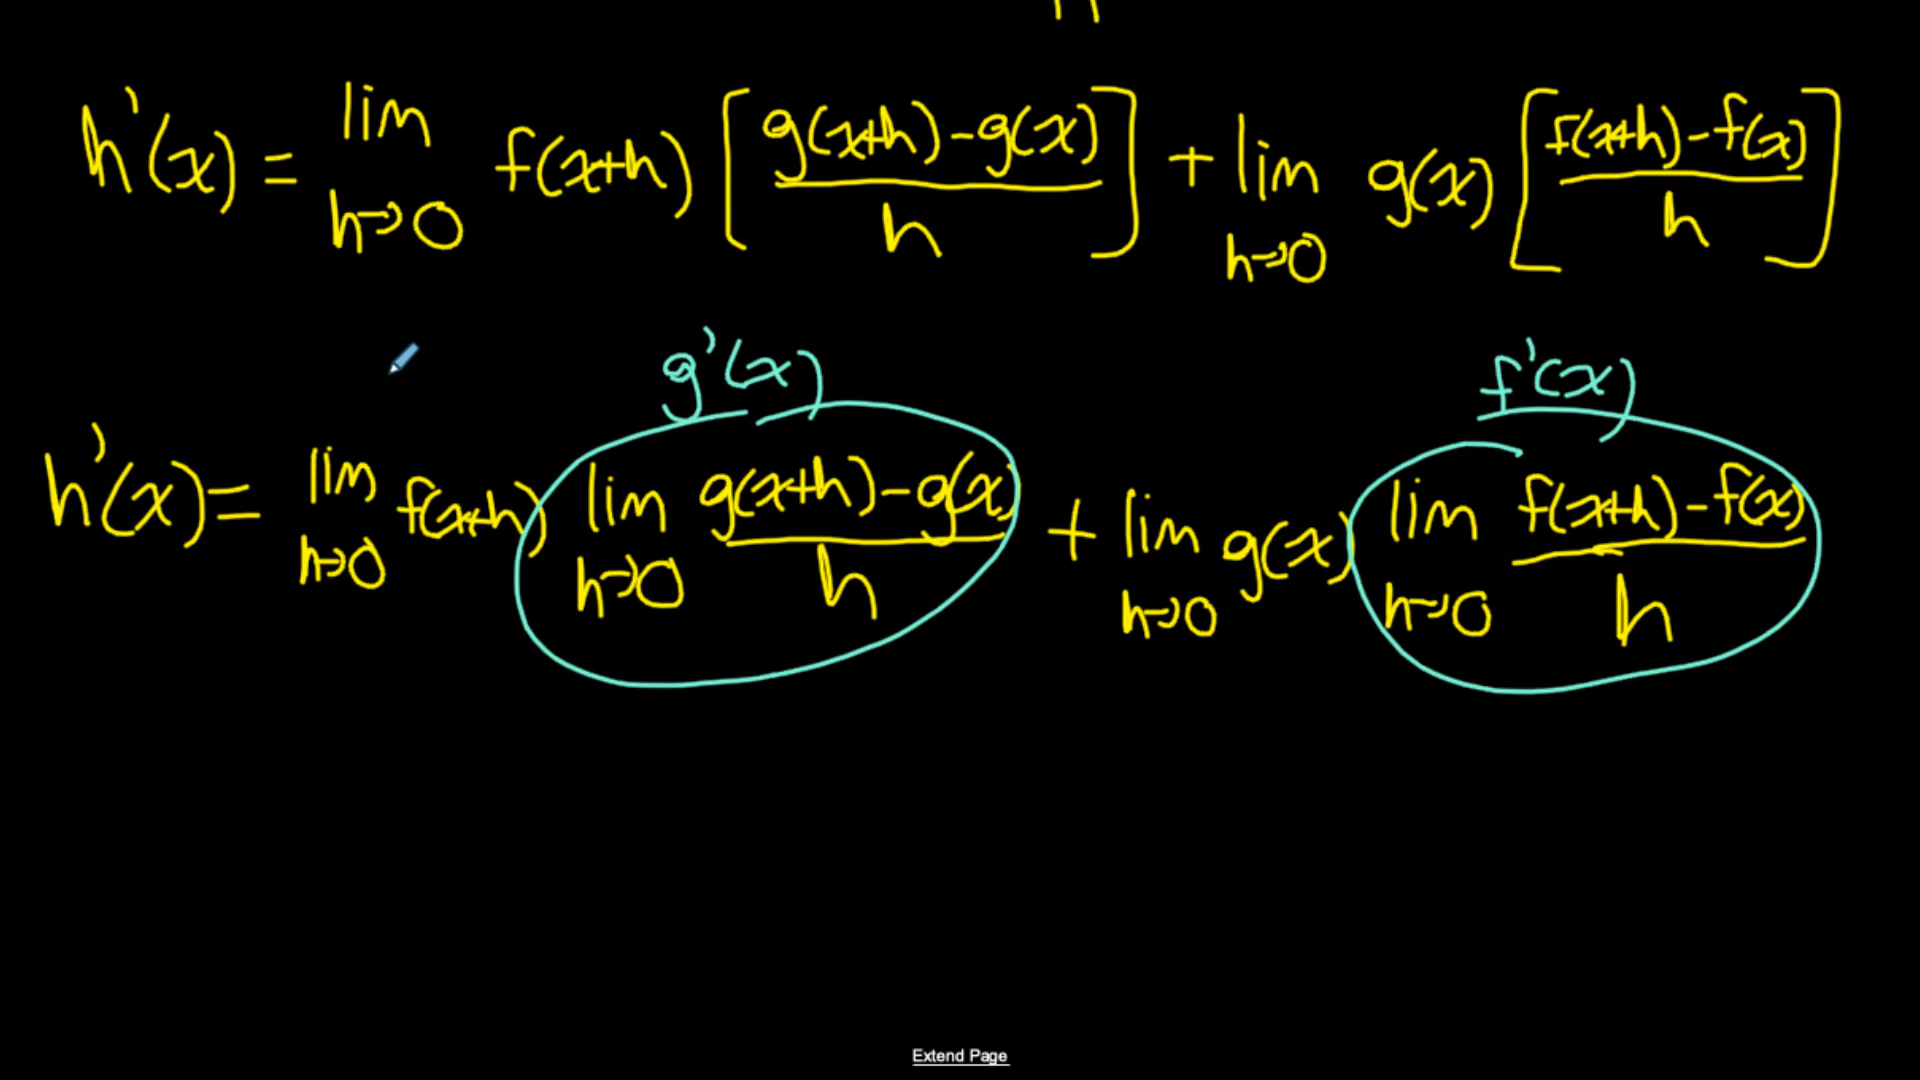 h'(x) = lim h→0 f(x+h) [ g(x+h)-g(x) / h ] + lim h→0 g(x) [ f(x+h)-f(x) / h ]
g'(x) f'(x)
h'(x) = lim h→0 f(x+h) lim h→0 g(x+h)-g(x) / h + lim h→0 g(x) lim h→0 f(x+h)-f(x) / h
Extend Page